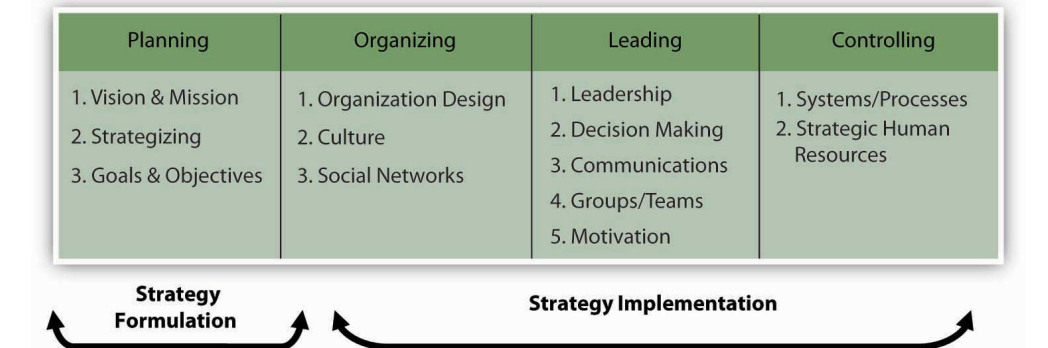 Planning
1. Vision & Mission
2. Strategizing
3. Goals & Objectives
Organizing
1. Organization Design
2. Culture
3. Social Networks
Leading
1. Leadership
2. Decision Making
3. Communications
4. Groups/Teams
5. Motivation
Controlling
1. Systems/Processes
2. Strategic Human
Resources
Strategy
Formulation
Strategy Implementation